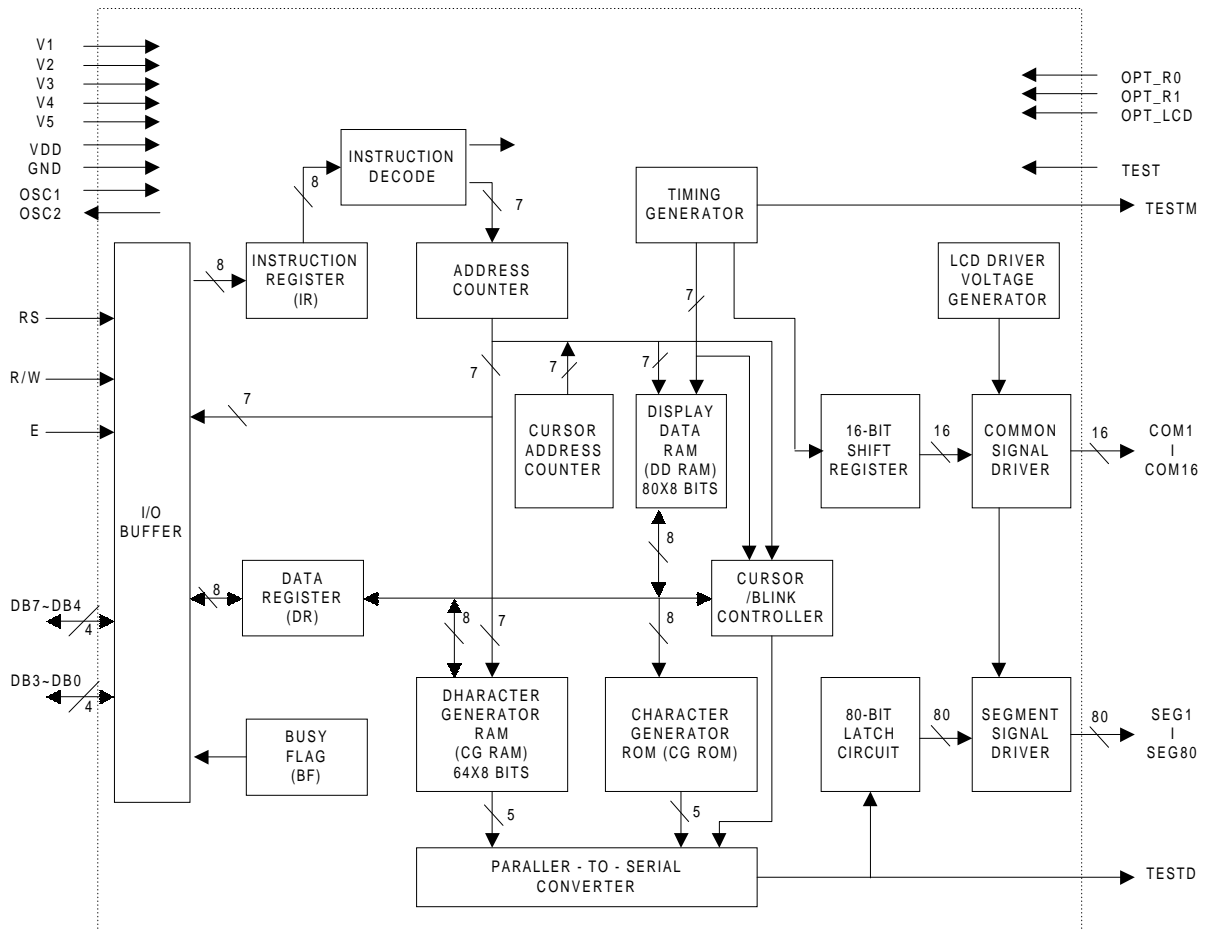 V1
V2
V3
V4
V5
VDD
GND
OSC1
OSC2
OPT_R0
OPT_R1
OPT_LCD
TEST
TESTM
INSTRUCTION
DECODE
8
7
TIMING
GENERATOR
8
INSTRUCTION
REGISTER
(IR)
ADDRESS
COUNTER
7
LCD DRIVER
VOLTAGE
GENERATOR
RS
R/W
E
7
7
7
7
CURSOR
ADDRESS
COUNTER
DISPLAY
DATA
RAM
(DD RAM)
80X8 BITS
16-BIT
SHIFT
REGISTER
16
COMMON
SIGNAL
DRIVER
16
COM1
I
COM16
I/O
BUFFER
8
DB7~DB4
4
8
DATA
REGISTER
(DR)
8
7
8
CURSOR
/BLINK
CONTROLLER
DB3~DB0
4
BUSY
FLAG
(BF)
DHARACTER
GENERATOR
RAM
(CG RAM)
64X8 BITS
CHARACTER
GENERATOR
ROM (CG ROM)
80-BIT
LATCH
CIRCUIT
80
SEGMENT
SIGNAL
DRIVER
80
SEG1
I
SEG80
5
5
PARALLER - TO - SERIAL
CONVERTER
TESTD